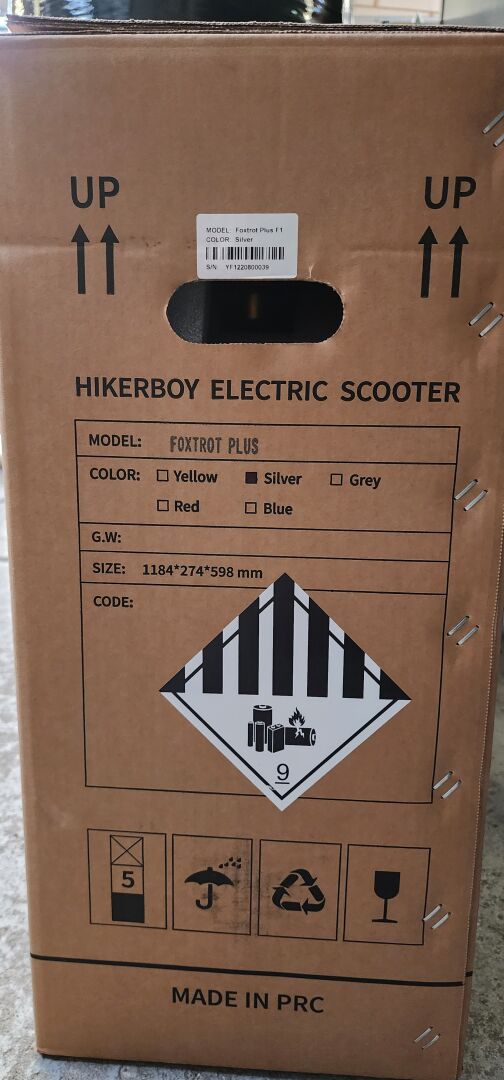 UP UP
MODEL: Foxtrot Plus F1
COLOR: Silver
S/N YF1220800039
HIKERBOY ELECTRIC SCOOTER
MODEL: FOXTROT PLUS
COLOR: Yellow Silver Grey
Red Blue
G.W:
SIZE: 1184*274*598 mm
CODE:
9
5
MADE IN PRC